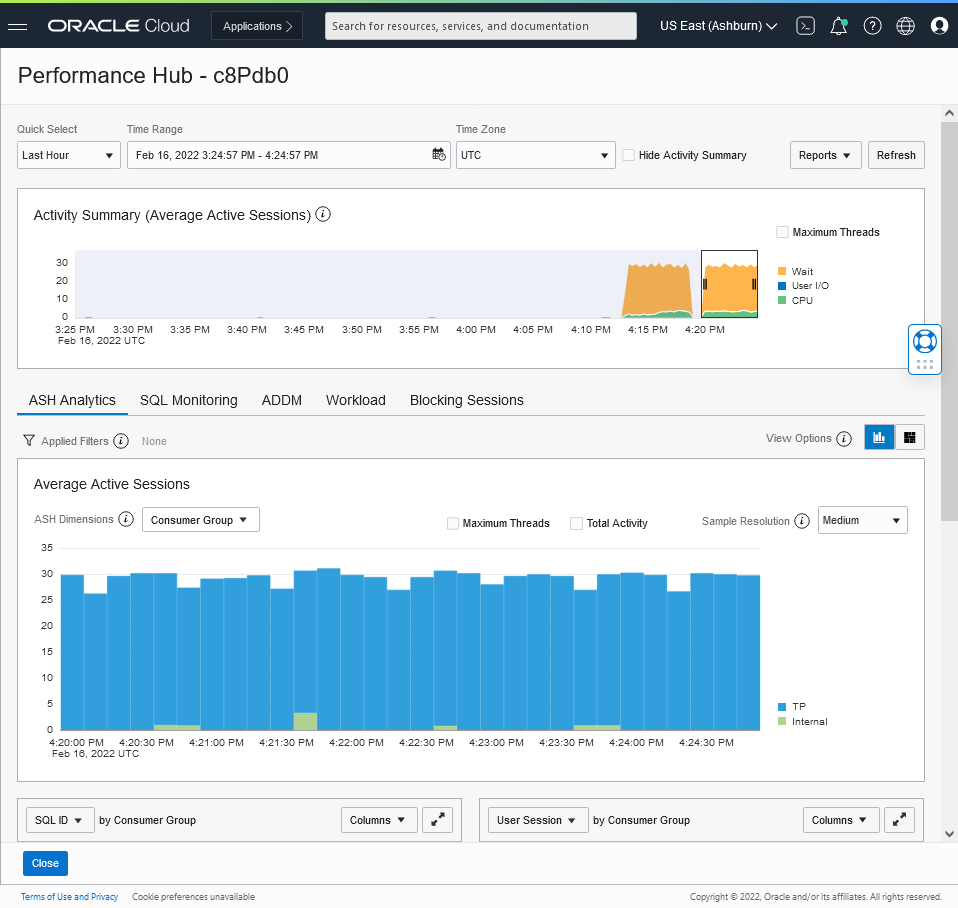 ORACLE Cloud Applications Search for resources, services, and documentation US East (Ashburn)
Performance Hub - c8Pdb0
Quick Select Time Range Time Zone
Last Hour Feb 16, 2022 3:24:57 PM - 4:24:57 PM UTC Hide Activity Summary Reports Refresh
Activity Summary (Average Active Sessions)
Maximum Threads
30
20
10
0
Wait
User I/O
CPU
3:25 PM 3:30 PM 3:35 PM 3:40 PM 3:45 PM 3:50 PM 3:55 PM 4:00 PM 4:05 PM 4:10 PM 4:15 PM 4:20 PM
Feb 16, 2022 UTC
ASH Analytics SQL Monitoring ADDM Workload Blocking Sessions
Applied Filters None View Options
Average Active Sessions
ASH Dimensions Consumer Group Maximum Threads Total Activity Sample Resolution Medium
35
30
25
20
15
10
5
0
TP
Internal
4:20:00 PM 4:20:30 PM 4:21:00 PM 4:21:30 PM 4:22:00 PM 4:22:30 PM 4:23:00 PM 4:23:30 PM 4:24:00 PM 4:24:30 PM
Feb 16, 2022 UTC
SQL ID by Consumer Group Columns User Session by Consumer Group Columns
Close
Terms of Use and Privacy Cookie preferences unavailable Copyright © 2022, Oracle and/or its affiliates. All rights reserved.